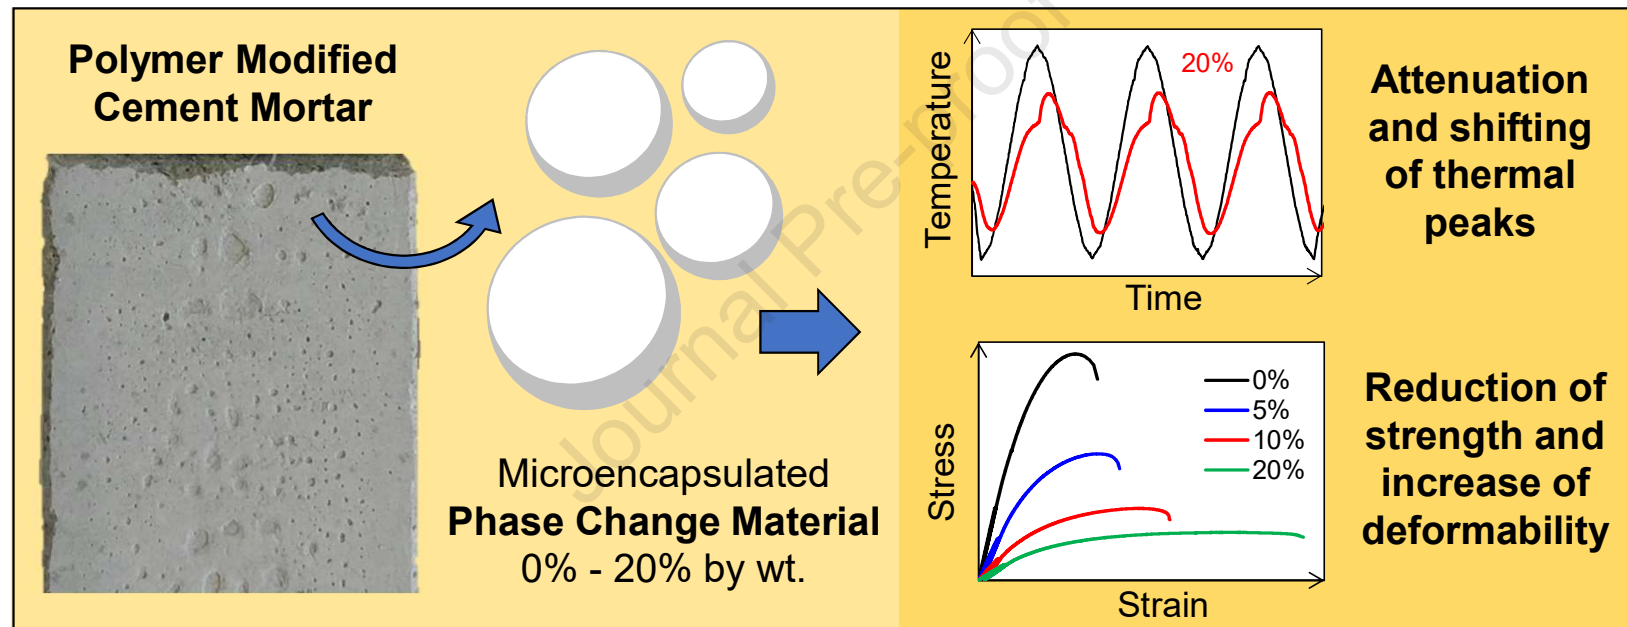 Polymer Modified
Cement Mortar
Microencapsulated
Phase Change Material
0% - 20% by wt.
Temperature
20%
Time
Attenuation
and shifting
of thermal
peaks
Stress
0%
5%
10%
20%
Strain
Reduction of
strength and
increase of
deformability
Journal Pre-proof